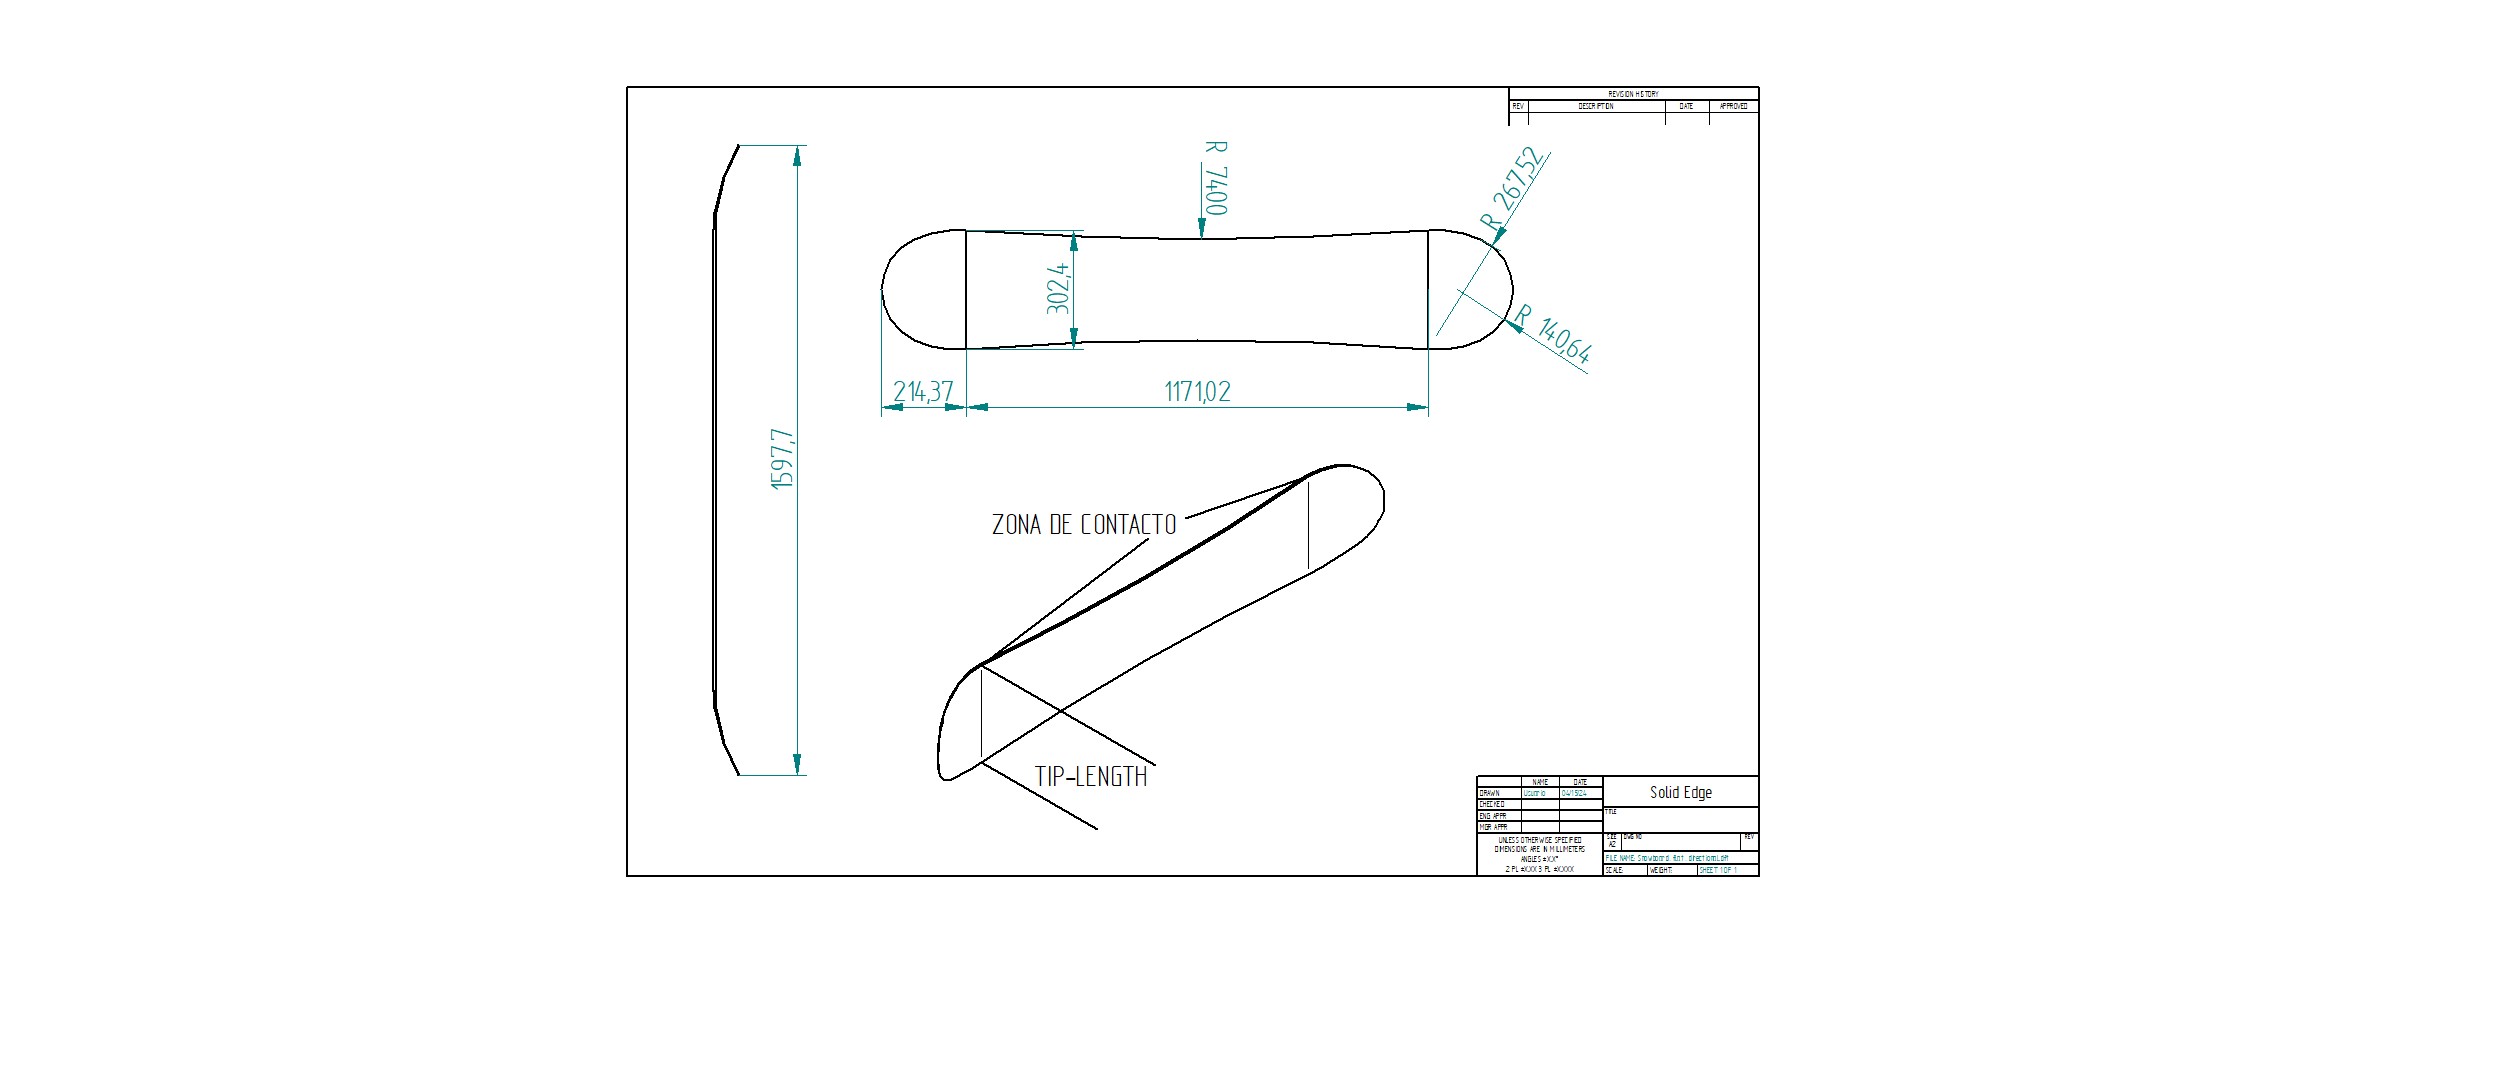 REVISION HISTORY
REV DESCRIPTION DATE APPROVED
R 7400
R 267,52
302,4
R 140,64
214,37
1171,02
1597,7
ZONA DE CONTACTO
TIP-LENGTH
NAME DATE
DRAWN Usuario 04/15/24
CHECKED
ENG APPR
MGR APPR
Solid Edge
TITLE
UNLESS OTHERWISE SPECIFIED
DIMENSIONS ARE IN MILLIMETERS
ANGLES ±X.X°
2 PL ±X.XX 3 PL ±X.XXX
SIZE DWG NO REV
A2
FILE NAME: Snowboard flat directional.dft
SCALE: WEIGHT: SHEET 1 OF 1